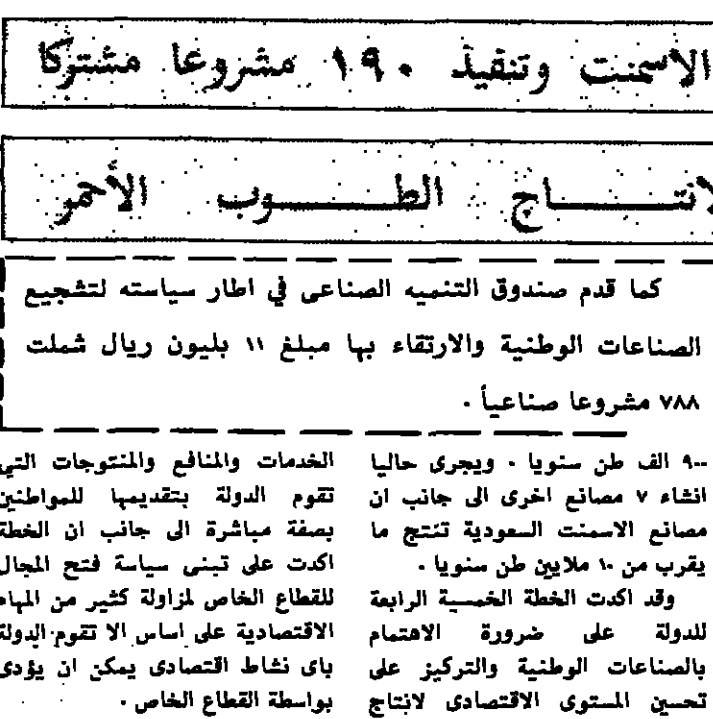 الاسمنت وتنفيذ ١٩٠ مشروعا مشتركا
لانتاج الطوب الأحمر
كما قدم صندوق التنميه الصناعى في اطار سياسته لتشجيع
الصناعات الوطنية والارتقاء بها مبلغ ١١ بليون ريال شملت
٧٨٨ مشروعا صناعياً .
٩٠٠ الف طن سنويا . ويجرى حاليا
انشاء ٧ مصانع اخرى الى جانب ان
مصانع الاسمنت السعودية تنتج ما
يقرب من ١٠ ملايين طن سنويا .
وقد اكدت الخطة الخمسية الرابعة
للدولة على ضرورة الاهتمام
بالصناعات الوطنية والتركيز على
تحسين المستوى الاقتصادى لانتاج
الخدمات والمنافع والمنتوجات التي
تقوم الدولة بتقديمها للمواطنين
بصفة مباشرة الى جانب ان الخطة
اكدت على تبنى سياسة فتح المجال
للقطاع الخاص لمزاولة كثير من المهام
الاقتصادية على اساس الا تقوم الدولة
باى نشاط اقتصادى يمكن ان يؤدى
بواسطة القطاع الخاص .